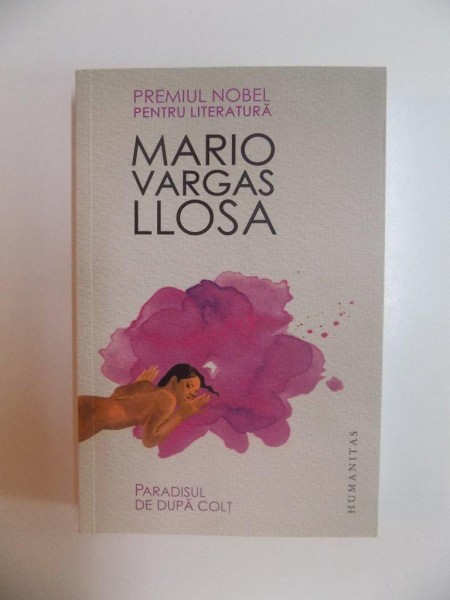 PREMIUL NOBEL
PENTRU LITERATURĂ
MARIO
VARGAS
LLOSA
PARADISUL
DE DUPĂ COLȚ
HUMANITAS